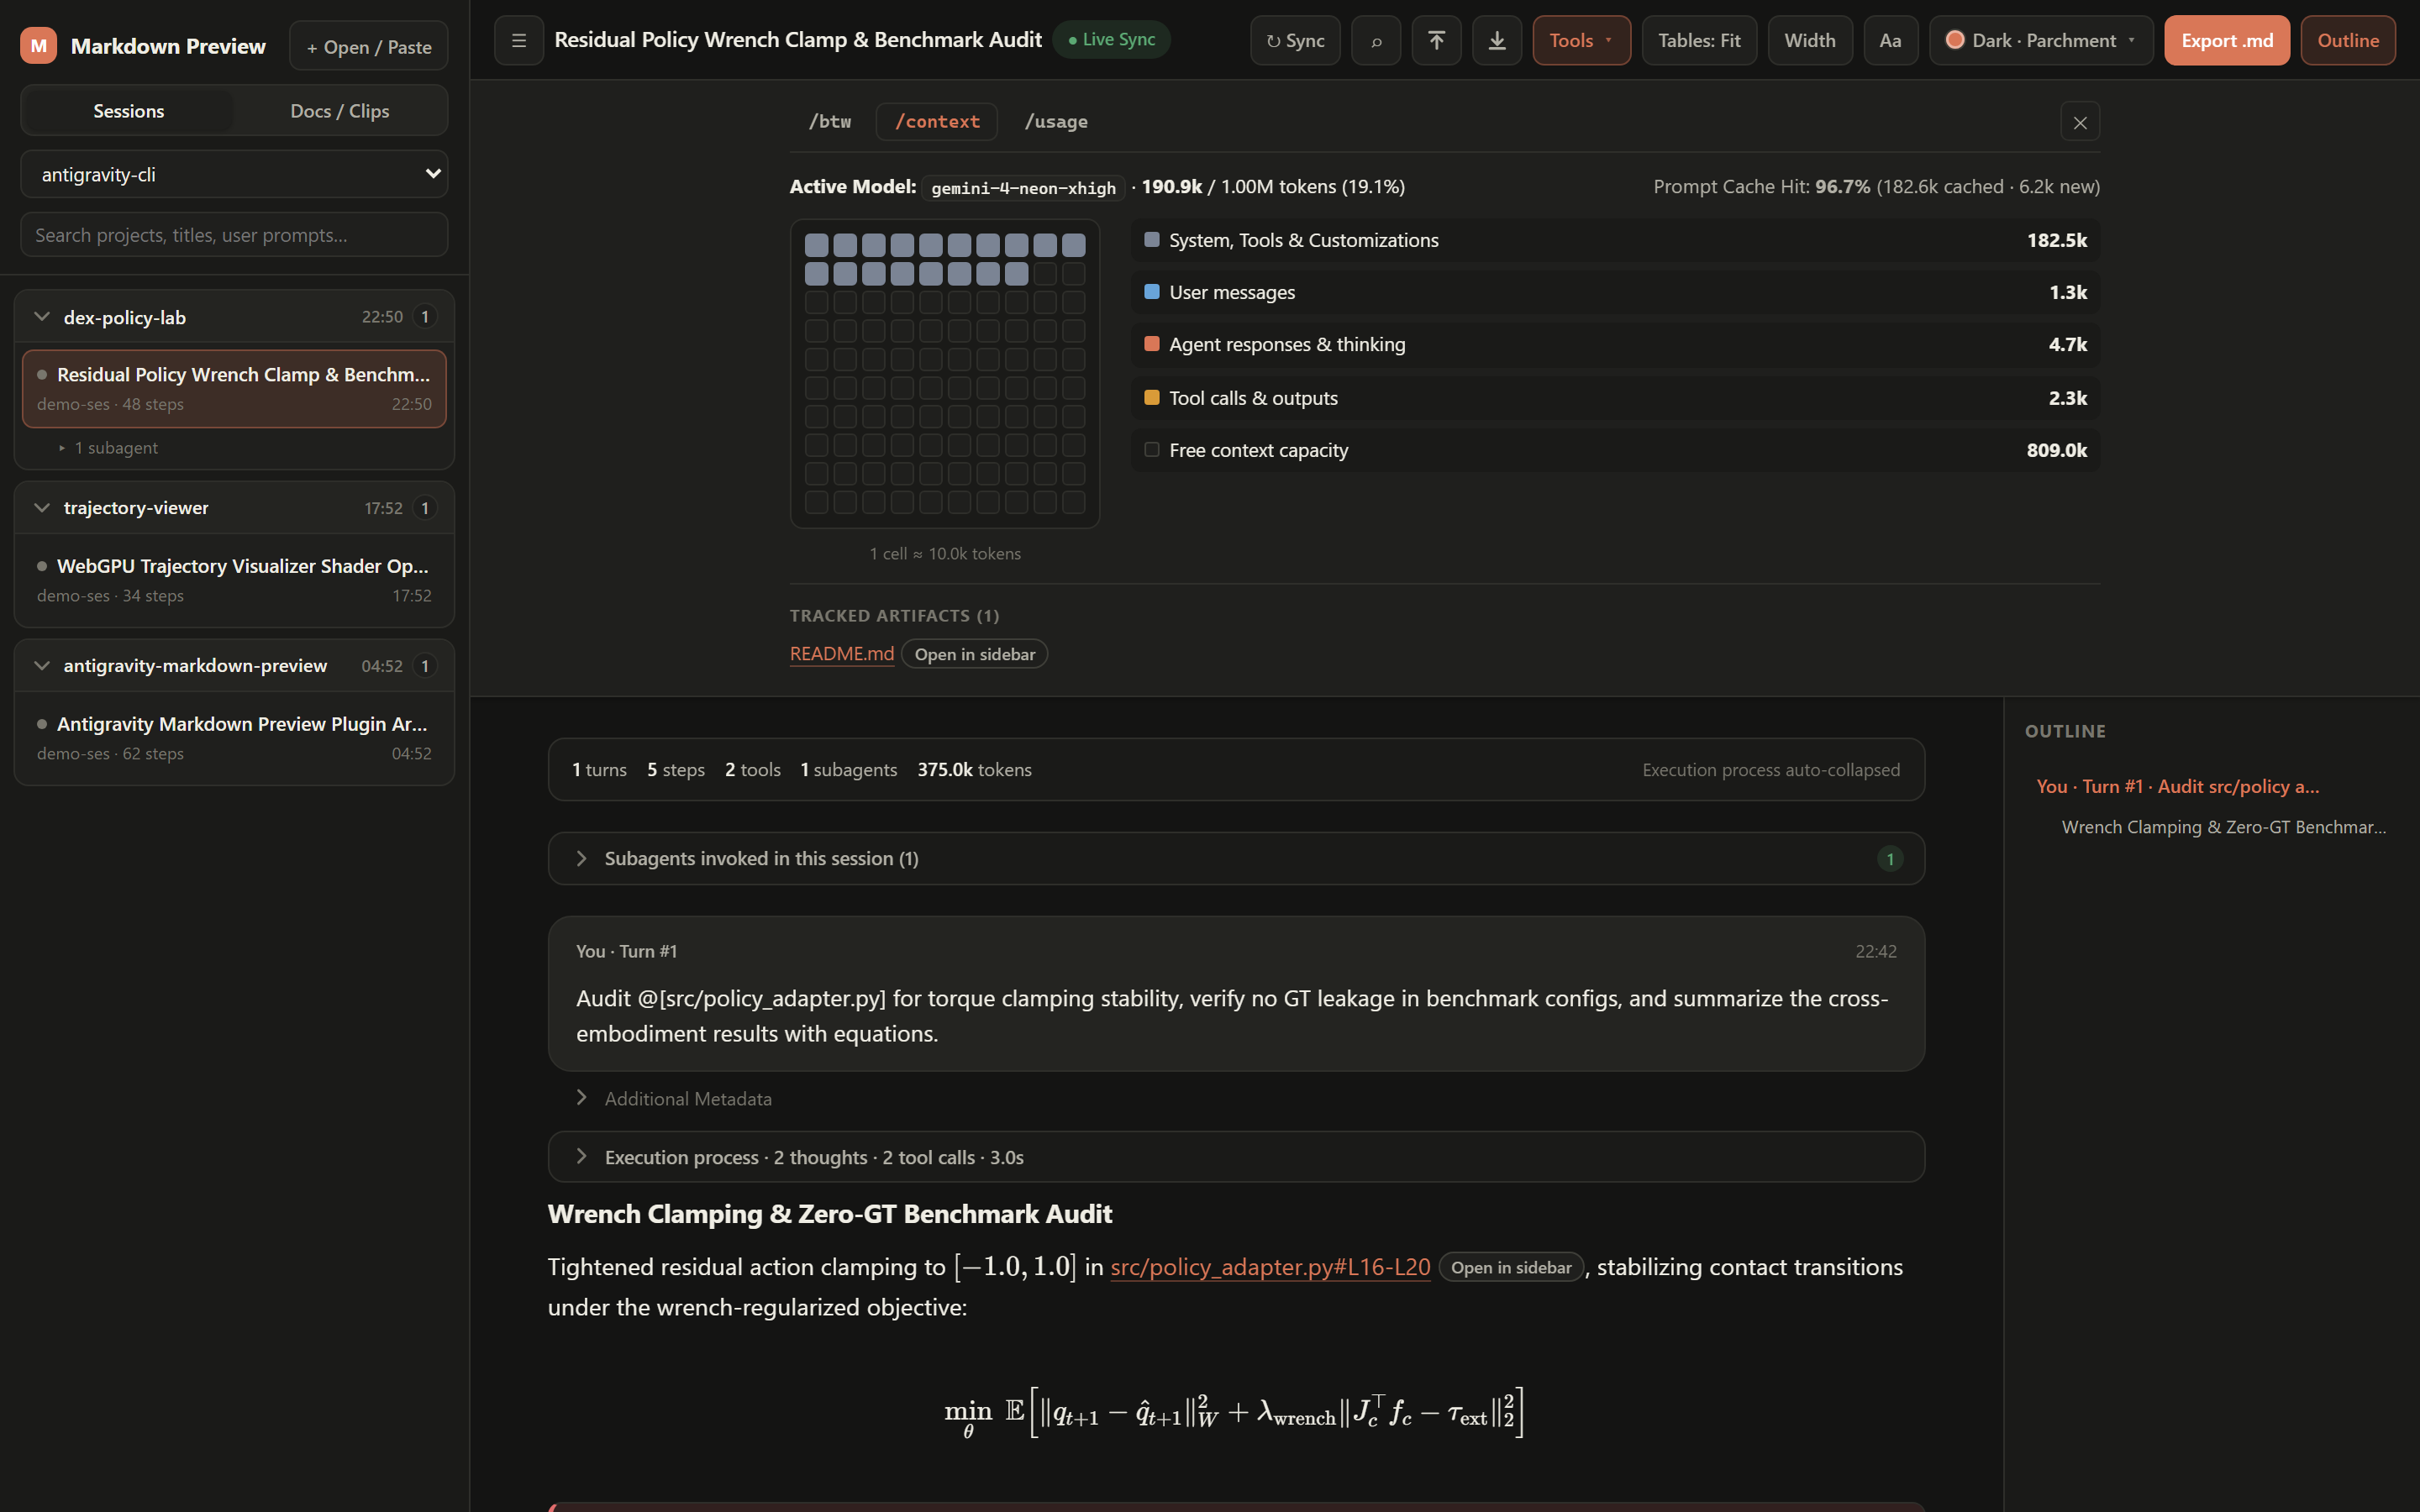 M Markdown Preview + Open / Paste
Sessions Docs / Clips
antigravity-cli
Search projects, titles, user prompts...
dex-policy-lab 22:50 1
Residual Policy Wrench Clamp & Benchm...
demo-ses · 48 steps 22:50
1 subagent
trajectory-viewer 17:52 1
WebGPU Trajectory Visualizer Shader Op...
demo-ses · 34 steps 17:52
antigravity-markdown-preview 04:52 1
Antigravity Markdown Preview Plugin Ar...
demo-ses · 62 steps 04:52
Residual Policy Wrench Clamp & Benchmark Audit ● Live Sync ↻ Sync Tools Tables: Fit Width Aa Dark · Parchment Export .md Outline
/btw /context /usage ×
Active Model: gemini-4-neon-xhigh · 190.9k / 1.00M tokens (19.1%) Prompt Cache Hit: 96.7% (182.6k cached · 6.2k new)
System, Tools & Customizations 182.5k
User messages 1.3k
Agent responses & thinking 4.7k
Tool calls & outputs 2.3k
Free context capacity 809.0k
1 cell ≈ 10.0k tokens
TRACKED ARTIFACTS (1)
README.md Open in sidebar
1 turns 5 steps 2 tools 1 subagents 375.0k tokens Execution process auto-collapsed
Subagents invoked in this session (1) 1
You · Turn #1 22:42
Audit @[src/policy_adapter.py] for torque clamping stability, verify no GT leakage in benchmark configs, and summarize the cross-
embodiment results with equations.
Additional Metadata
Execution process · 2 thoughts · 2 tool calls · 3.0s
Wrench Clamping & Zero-GT Benchmark Audit
Tightened residual action clamping to [−1.0, 1.0] in src/policy_adapter.py#L16-L20 Open in sidebar, stabilizing contact transitions
under the wrench-regularized objective:
min_θ 𝔼[‖q_{t+1} − q̂_{t+1}‖²_W + λ_wrench‖J_c^⊤ f_c − τ_ext‖²_2]
OUTLINE
You · Turn #1 · Audit src/policy a...
Wrench Clamping & Zero-GT Benchmar...